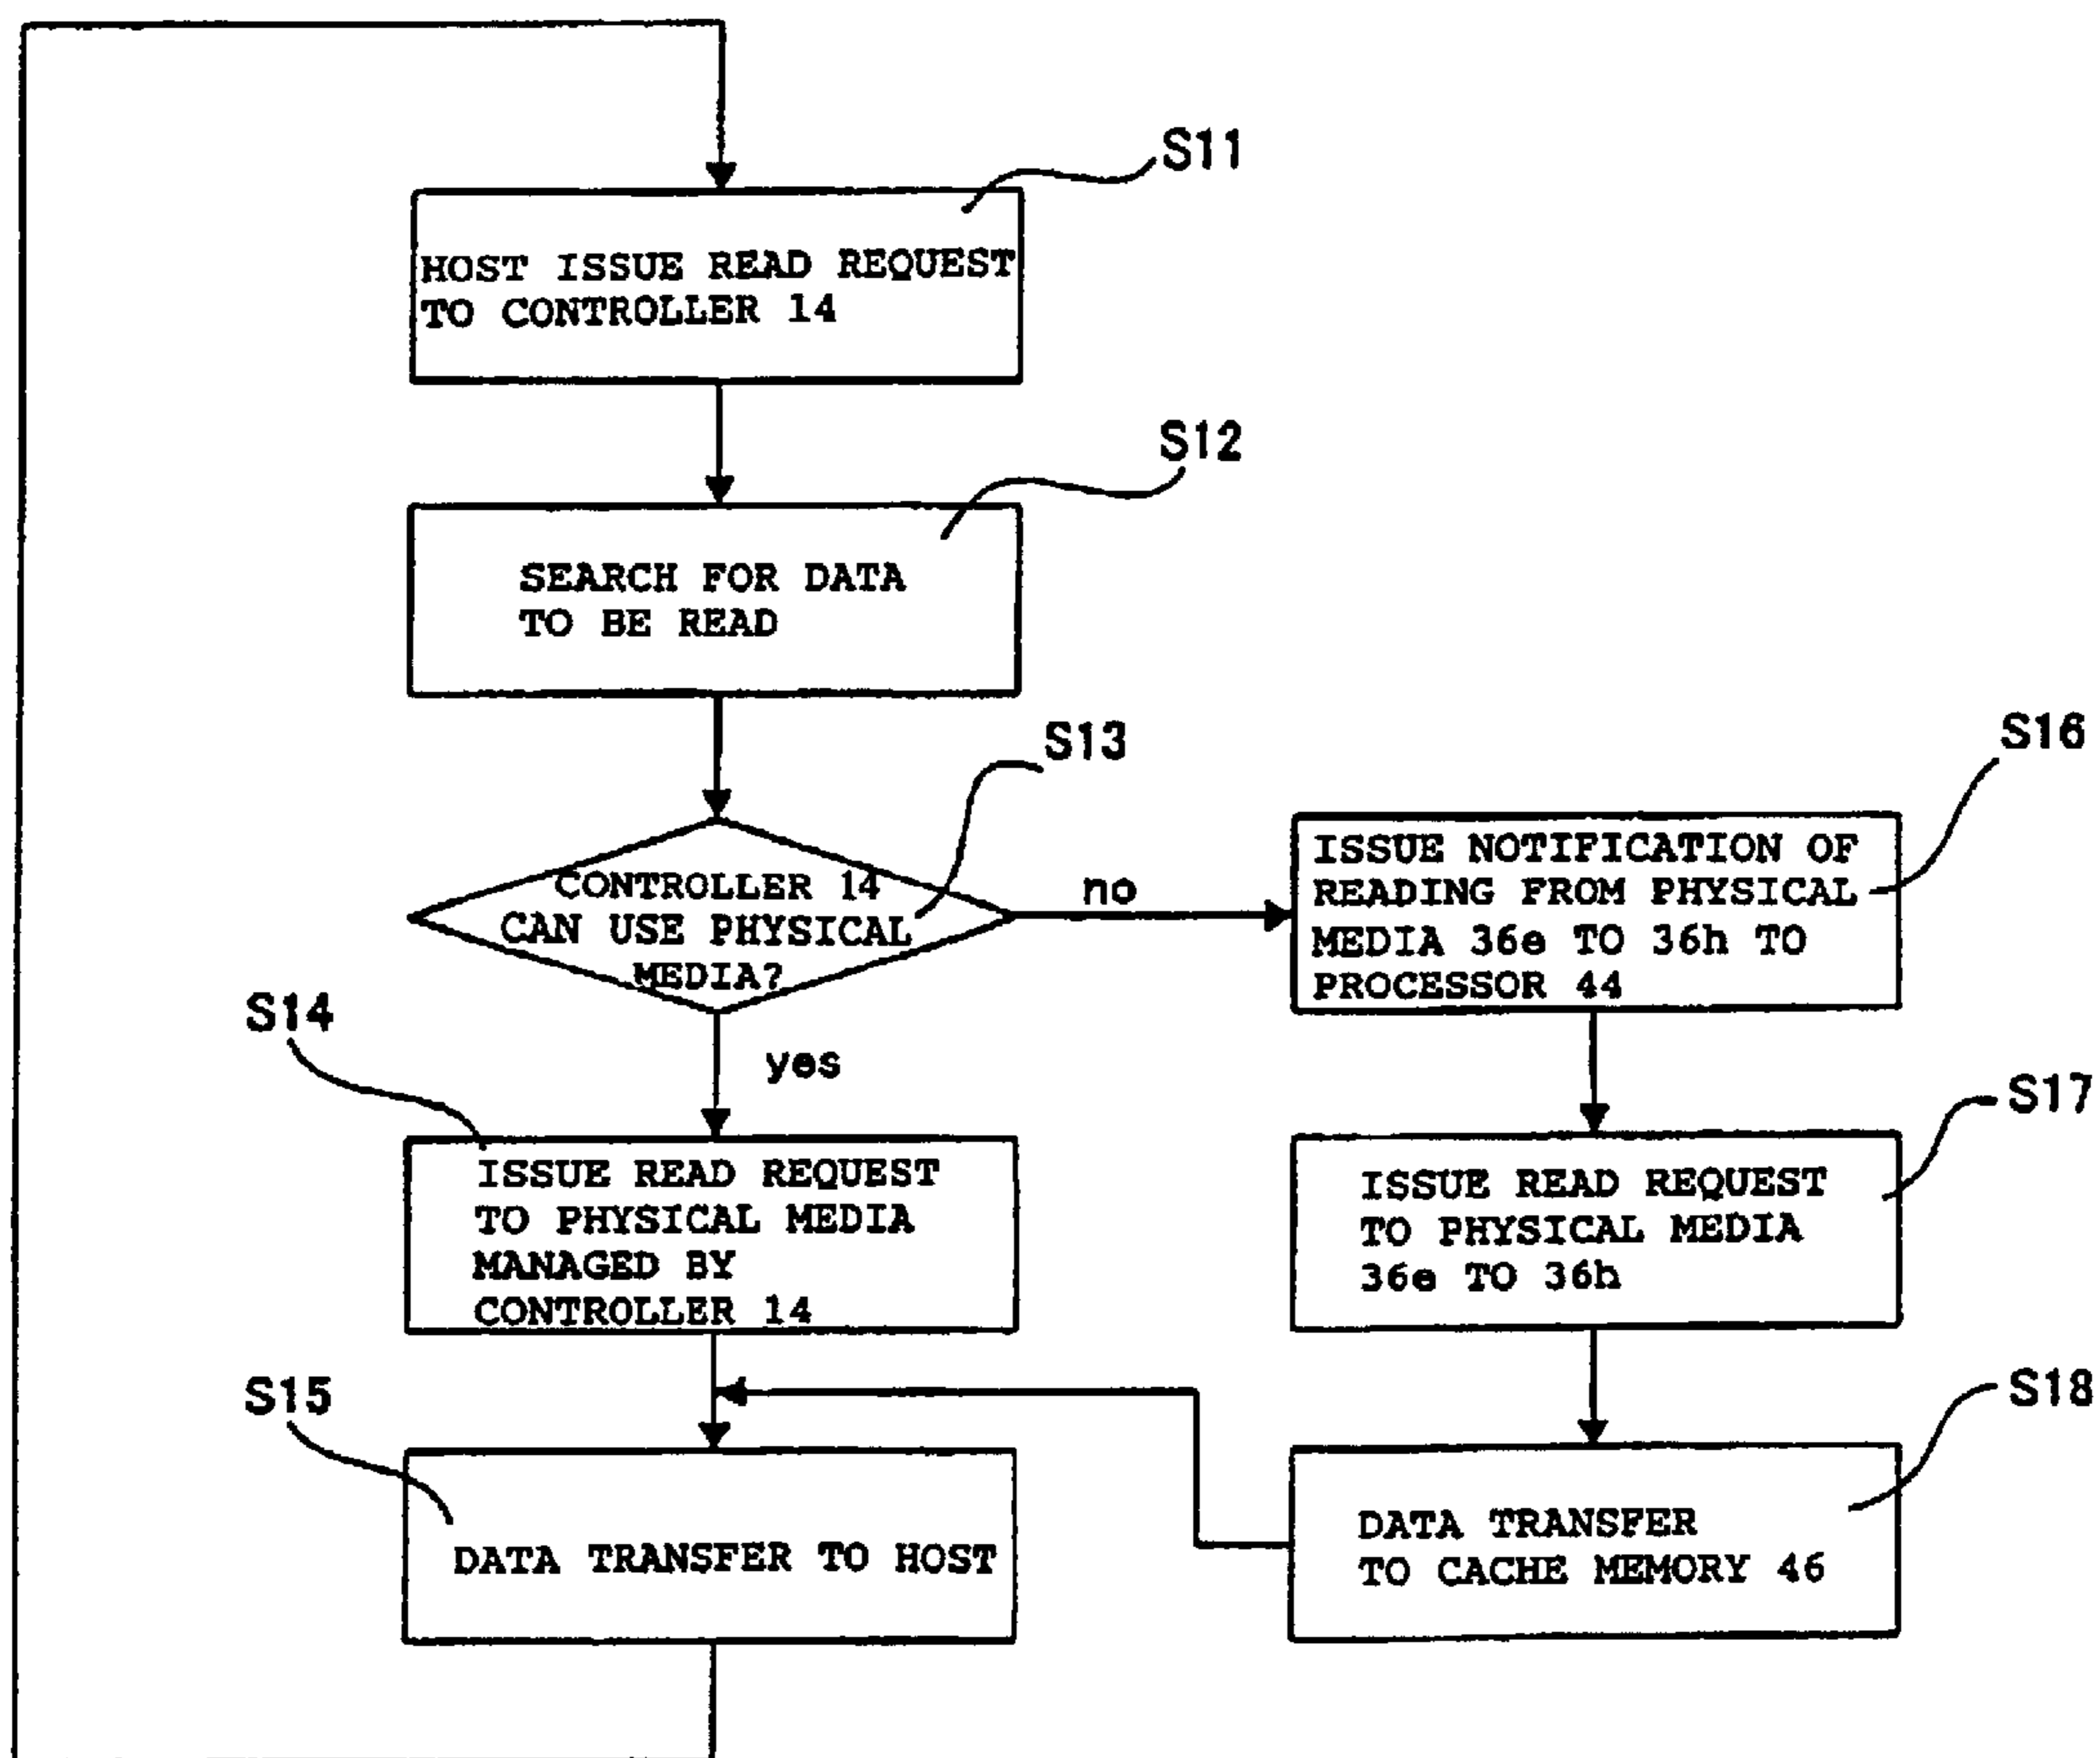 S11
HOST ISSUE READ REQUEST
TO CONTROLLER 14
S12
SEARCH FOR DATA
TO BE READ
S13
CONTROLLER 14
CAN USE PHYSICAL
MEDIA?
no
yes
S16
ISSUE NOTIFICATION OF
READING FROM PHYSICAL
MEDIA 36e TO 36h TO
PROCESSOR 44
S14
ISSUE READ REQUEST
TO PHYSICAL MEDIA
MANAGED BY
CONTROLLER 14
S17
ISSUE READ REQUEST
TO PHYSICAL MEDIA
36e TO 36h
S15
DATA TRANSFER TO HOST
S18
DATA TRANSFER
TO CACHE MEMORY 46